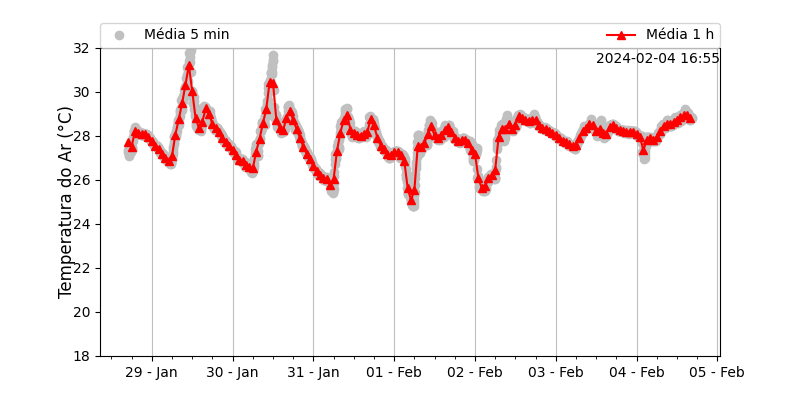 Média 5 min
Média 1 h
2024-02-04 16:55
Temperatura do Ar (°C)
32
30
28
26
24
22
20
18
29 - Jan
30 - Jan
31 - Jan
01 - Feb
02 - Feb
03 - Feb
04 - Feb
05 - Feb